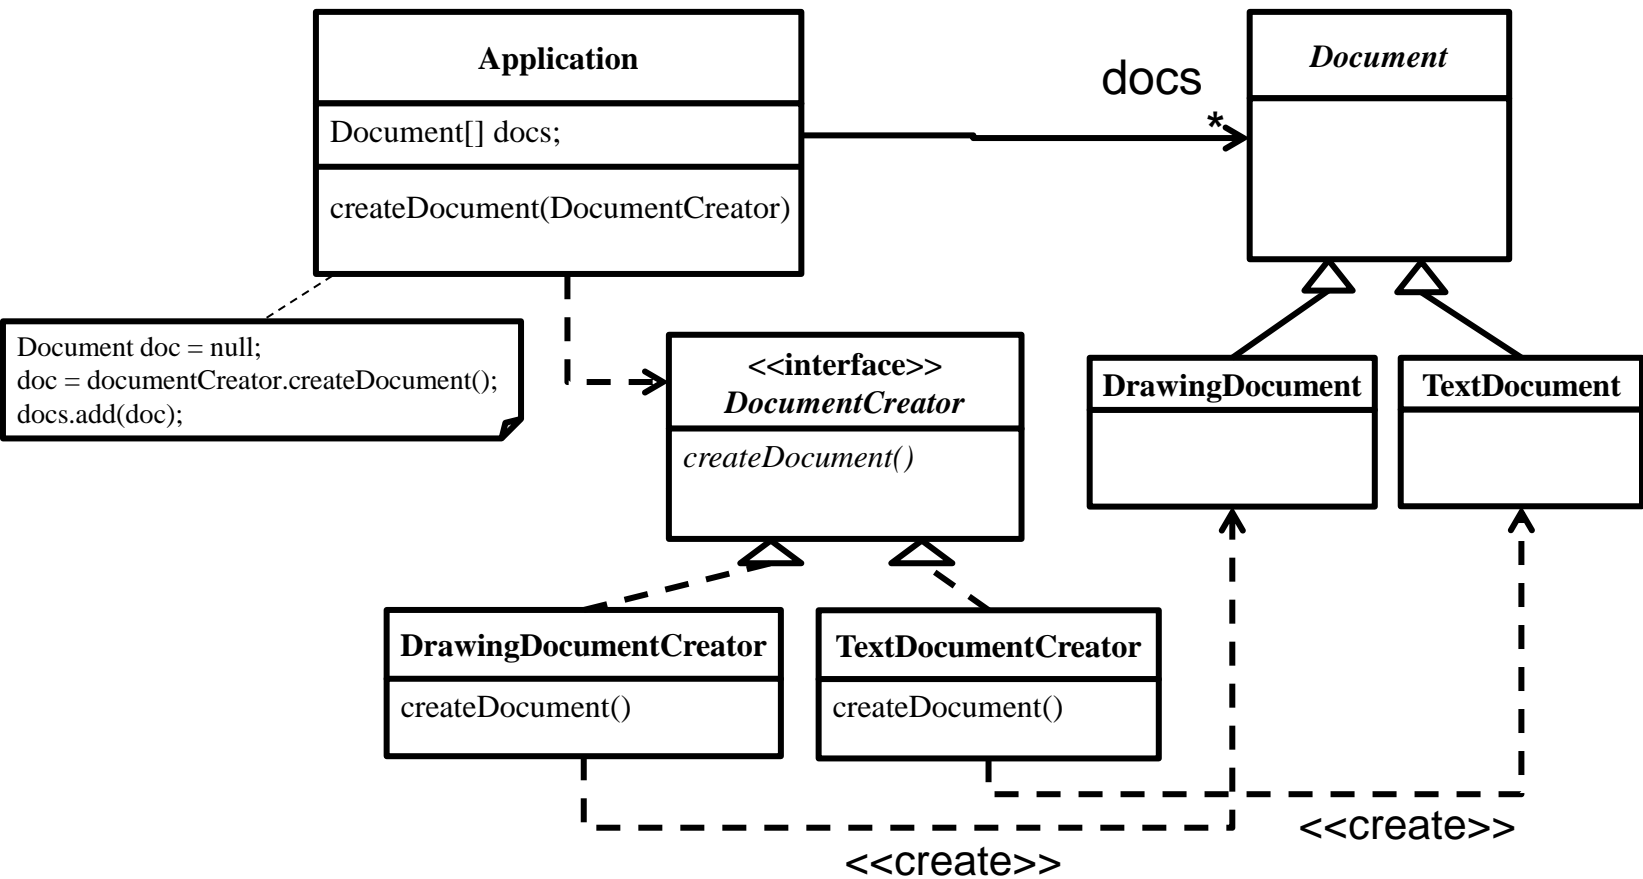 Application
Document[] docs;
createDocument(DocumentCreator)
docs
*
Document
Document doc = null;
doc = documentCreator.createDocument();
docs.add(doc);
<<interface>>
DocumentCreator
createDocument()
DrawingDocument
TextDocument
DrawingDocumentCreator
createDocument()
TextDocumentCreator
createDocument()
<<create>>
<<create>>